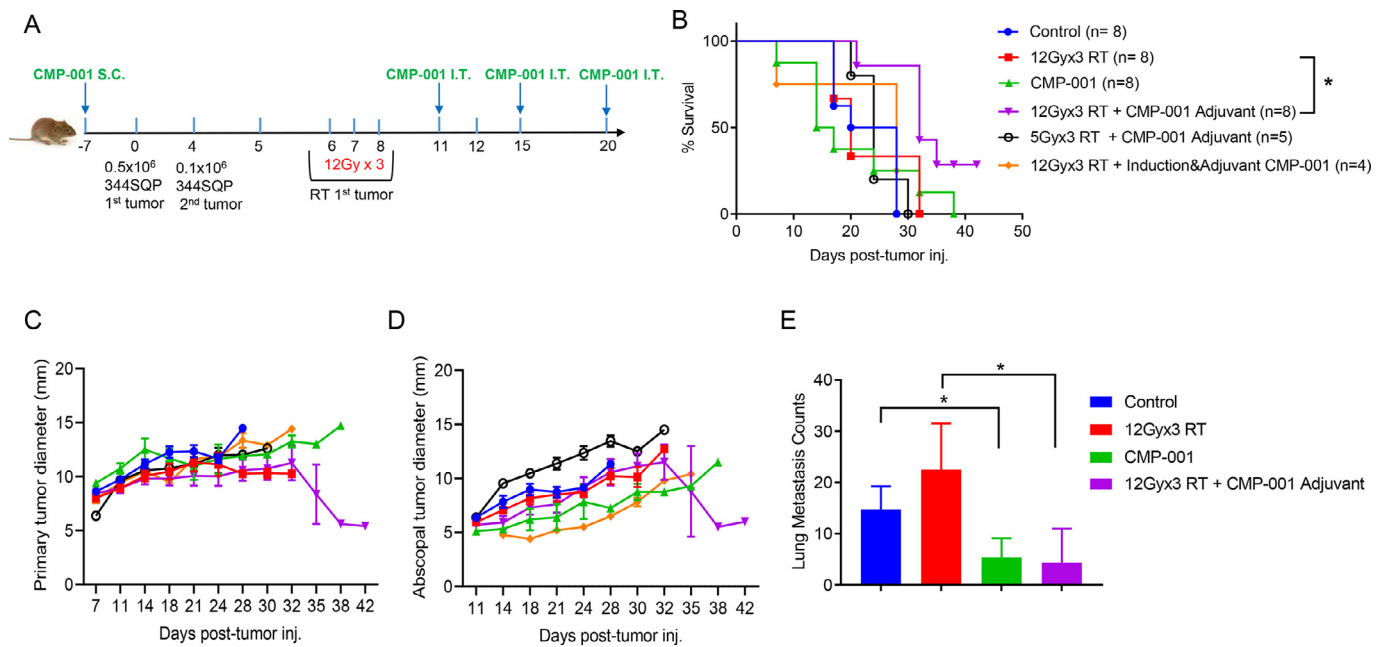 A
CMP-001 S.C.
CMP-001 I.T.
CMP-001 I.T.
CMP-001 I.T.
-7
0
4
5
6
7
8
11
12
15
20
0.5x10⁶
344SQP
1st tumor
0.1x10⁶
344SQP
2nd tumor
12Gy x 3
RT 1st tumor
B
% Survival
100
50
0
0
10
20
30
40
50
Days post-tumor inj.
Control (n= 8)
12Gyx3 RT (n= 8)
CMP-001 (n=8)
12Gyx3 RT + CMP-001 Adjuvant (n=8)
5Gyx3 RT + CMP-001 Adjuvant (n=5)
12Gyx3 RT + Induction&Adjuvant CMP-001 (n=4)
*
C
Primary tumor diameter (mm)
20
15
10
5
0
7
11
14
18
21
24
28
30
32
35
38
42
Days post-tumor inj.
D
Abscopal tumor diameter (mm)
20
15
10
5
0
11
14
18
21
24
28
30
32
35
38
42
Days post-tumor inj.
E
Lung Metastasis Counts
40
30
20
10
0
*
*
Control
12Gyx3 RT
CMP-001
12Gyx3 RT + CMP-001 Adjuvant